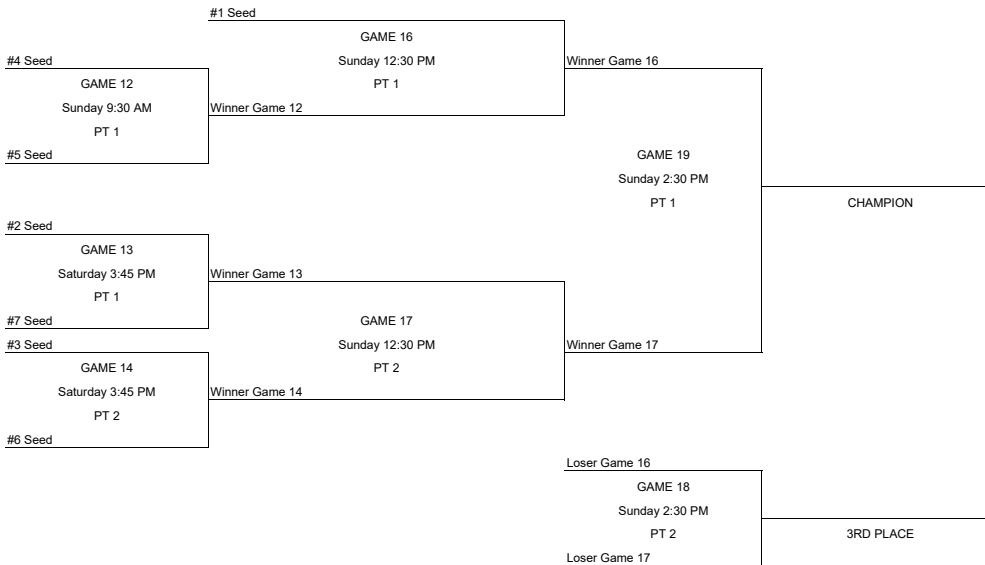 #1 Seed
GAME 16
Sunday 12:30 PM
PT 1
#4 Seed
GAME 12
Sunday 9:30 AM
PT 1
#5 Seed
Winner Game 12
Winner Game 16
GAME 19
Sunday 2:30 PM
PT 1
CHAMPION
#2 Seed
GAME 13
Saturday 3:45 PM
PT 1
#7 Seed
Winner Game 13
GAME 17
Sunday 12:30 PM
PT 2
Winner Game 17
#3 Seed
GAME 14
Saturday 3:45 PM
PT 2
#6 Seed
Winner Game 14
Loser Game 16
GAME 18
Sunday 2:30 PM
PT 2
Loser Game 17
3RD PLACE